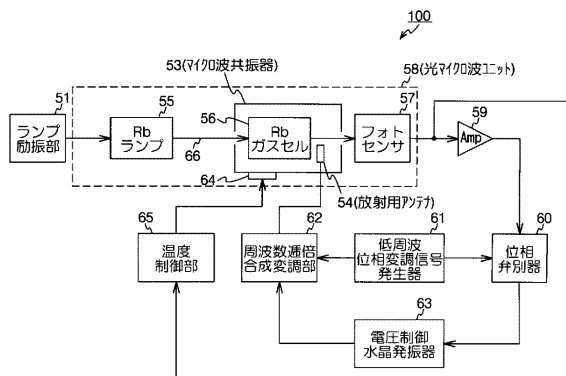 100
53(マイクロ波共振器)
58(光マイクロ波ユニット)
51
55
56
57
59
ランプ
励振部
Rb
ランプ
Rb
ガスセル
フォト
センサ
Amp
66
64
54(放射用アンテナ)
65
62
61
60
温度
制御部
周波数逓倍
合成変調部
低周波
位相変調信号
発生器
位相
弁別器
63
電圧制御
水晶発振器